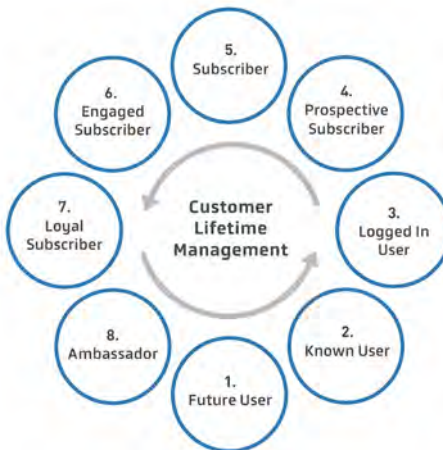 5.
Subscriber
6.
Engaged
Subscriber
4.
Prospective
Subscriber
7.
Loyal
Subscriber
Customer
Lifetime
Management
3.
Logged In
User
8.
Ambassador
2.
Known User
1.
Future User